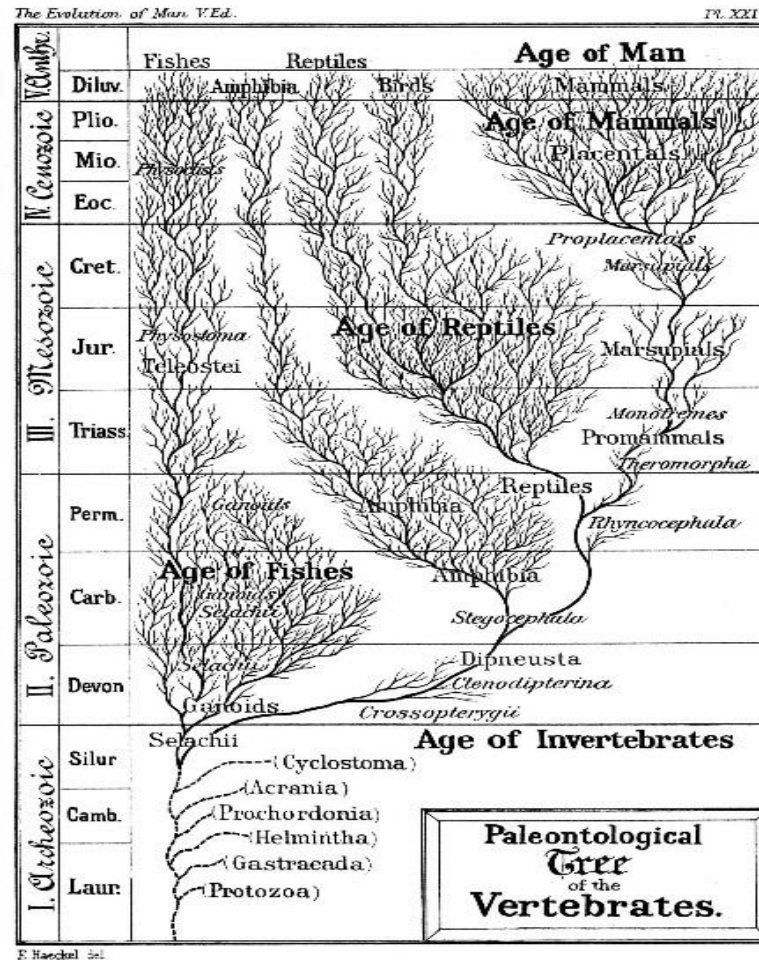 The Evolution of Man V. Ed.
Pl. XXI
Age of Man
Fishes
Reptiles
V. Anthr.
Diluv.
Amphibia
Birds
Mammals
IV. Cenozoic
Plio.
Age of Mammals
Mio.
Physoclists
Placentals
Eoc.
Proplacentals
III. Mesozoic
Cret.
Marsupials
Age of Reptiles
Jur.
Physostoma
Marsupials
Teleostei
Monotremes
Triass.
Promammals
Theromorpha
II. Paleozoic
Reptiles
Perm.
Ganoids
Amphibia
Rhyncocephala
Age of Fishes
Amphibia
Carb.
Ganoids
Selachii
Stegocephala
Selachii
Dipneusta
Devon
Ctenodipterina
Ganoids
Crossopterygii
I. Archeozoic
Selachii
Age of Invertebrates
Silur
(Cyclostoma)
(Acrania)
Camb.
(Prochordonia)
(Helmintha)
(Gastracada)
Laur.
(Protozoa)
Paleontological
Tree
of the
Vertebrates.
E. Haeckel del.